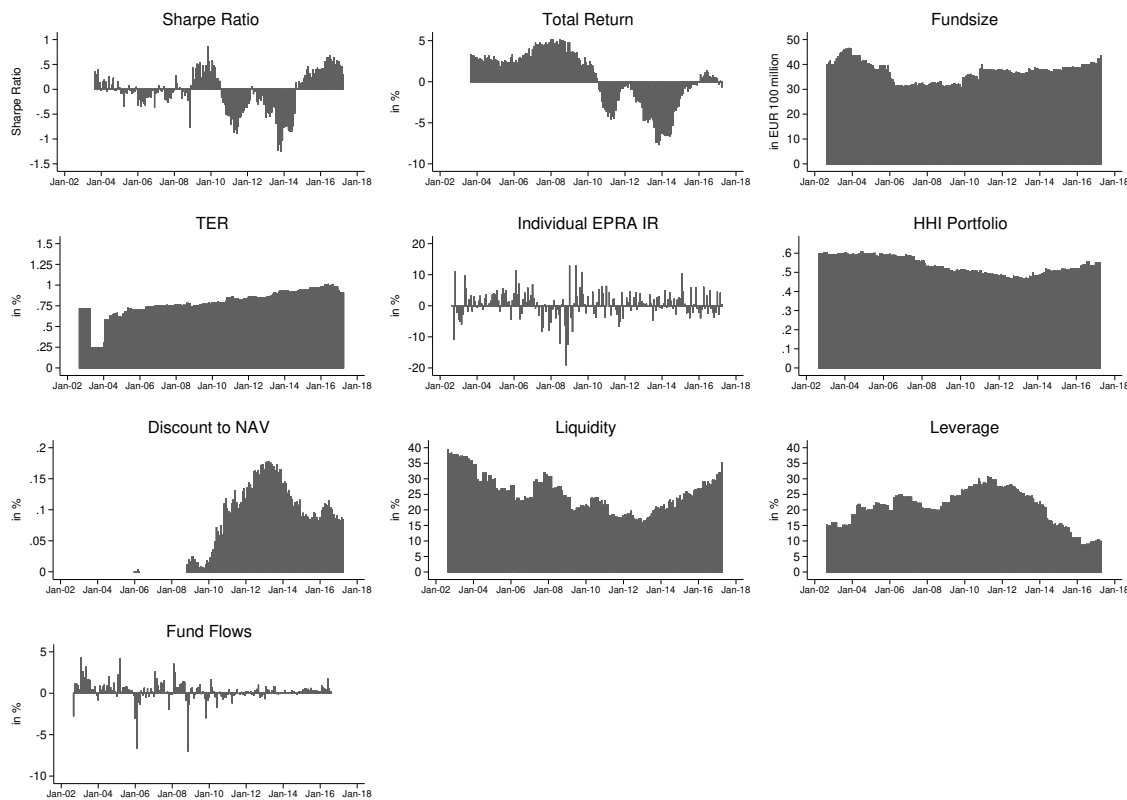 Sharpe Ratio
Sharpe Ratio
1
.5
0
-.5
-1
-1.5
Jan-02 Jan-04 Jan-06 Jan-08 Jan-10 Jan-12 Jan-14 Jan-16 Jan-18
Total Return
in %
5
0
-5
-10
Jan-02 Jan-04 Jan-06 Jan-08 Jan-10 Jan-12 Jan-14 Jan-16 Jan-18
Fundsize
in EUR 100 million
50
40
30
20
10
0
Jan-02 Jan-04 Jan-06 Jan-08 Jan-10 Jan-12 Jan-14 Jan-16 Jan-18
TER
in %
1.5
1.25
1
.75
.5
.25
0
Jan-02 Jan-04 Jan-06 Jan-08 Jan-10 Jan-12 Jan-14 Jan-16 Jan-18
Individual EPRA IR
in %
20
10
0
-10
-20
Jan-02 Jan-04 Jan-06 Jan-08 Jan-10 Jan-12 Jan-14 Jan-16 Jan-18
HHI Portfolio
in %
.6
.5
.4
.3
.2
.1
0
Jan-02 Jan-04 Jan-06 Jan-08 Jan-10 Jan-12 Jan-14 Jan-16 Jan-18
Discount to NAV
in %
.2
.15
.1
.05
0
Jan-02 Jan-04 Jan-06 Jan-08 Jan-10 Jan-12 Jan-14 Jan-16 Jan-18
Liquidity
in %
40
35
30
25
20
15
10
5
0
Jan-02 Jan-04 Jan-06 Jan-08 Jan-10 Jan-12 Jan-14 Jan-16 Jan-18
Leverage
in %
40
35
30
25
20
15
10
5
0
Jan-02 Jan-04 Jan-06 Jan-08 Jan-10 Jan-12 Jan-14 Jan-16 Jan-18
Fund Flows
in %
5
0
-5
-10
Jan-02 Jan-04 Jan-06 Jan-08 Jan-10 Jan-12 Jan-14 Jan-16 Jan-18